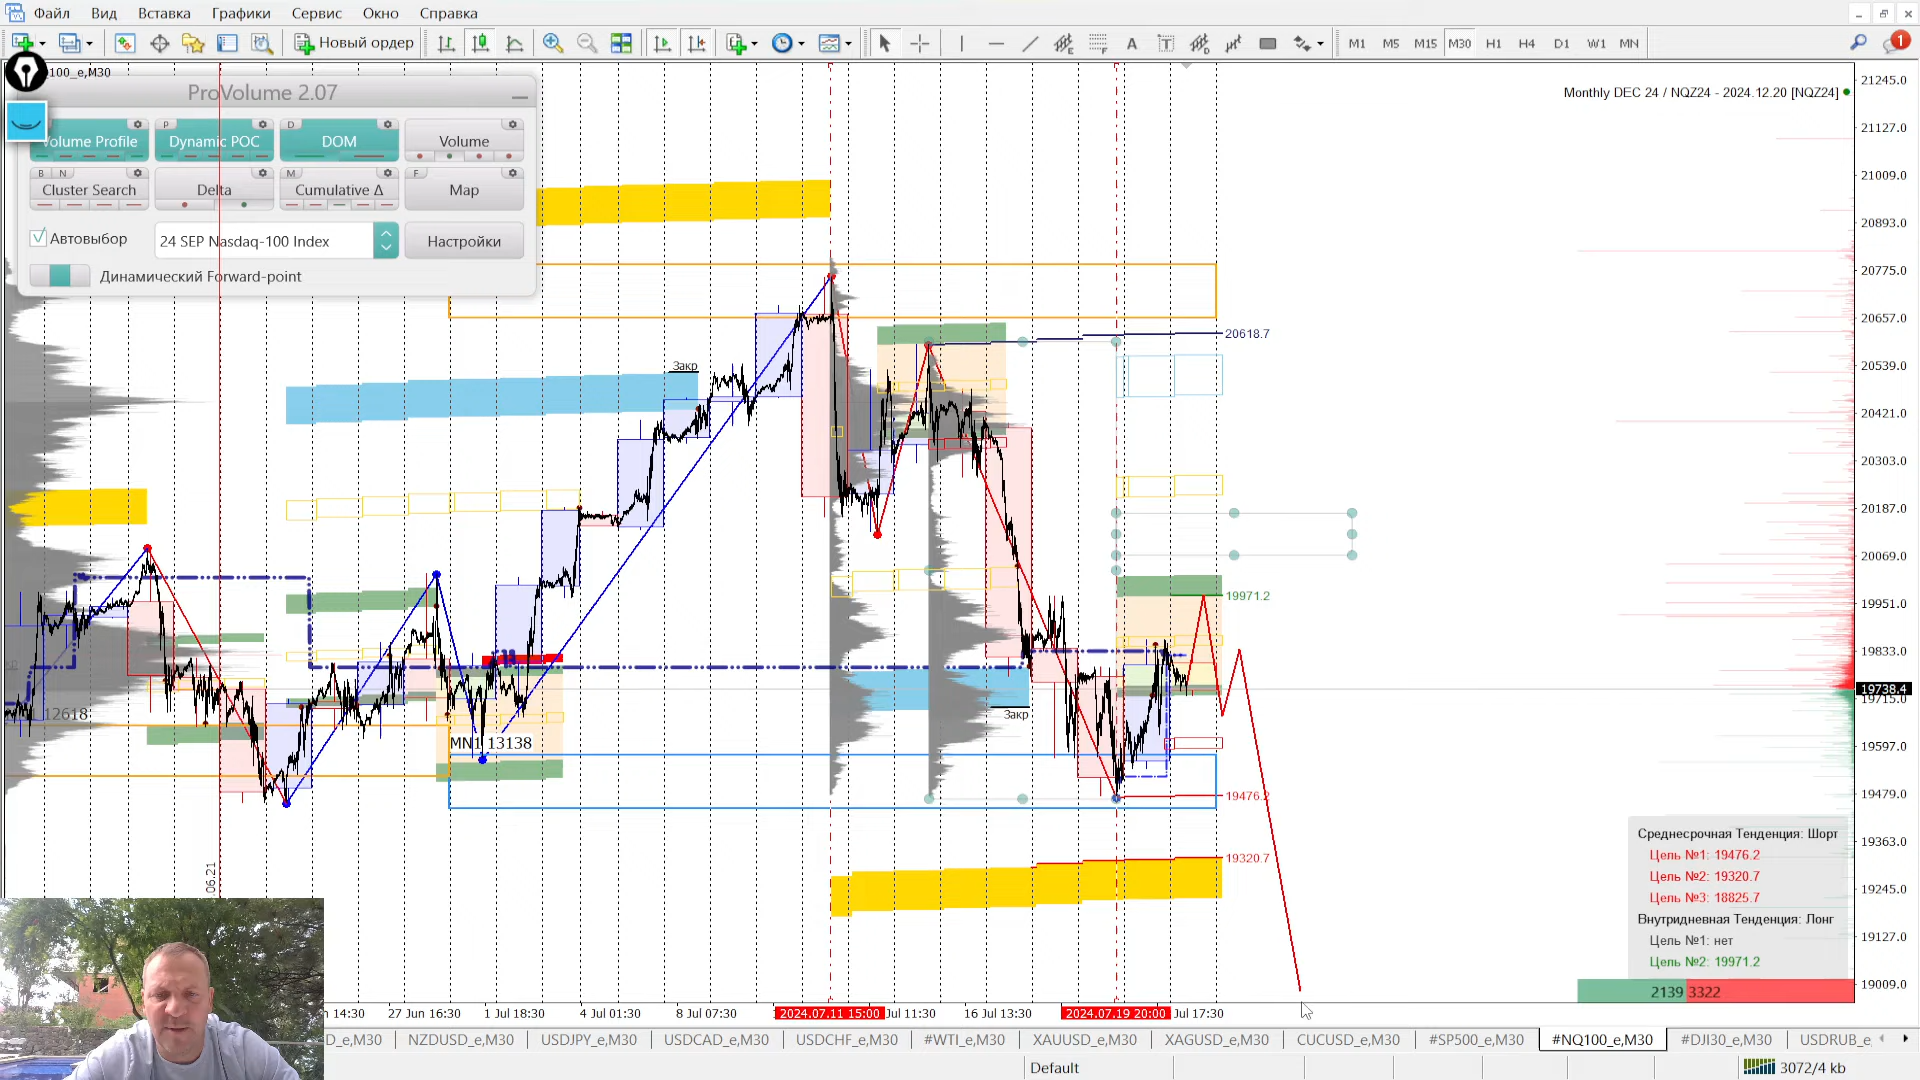 Файл Вид Вставка Графики Сервис Окно Справка
Новый ордер M1 M5 M15 M30 H1 H4 D1 W1 MN 1
100_e,M30
ProVolume 2.07
Monthly DEC 24 / NQZ24 - 2024.12.20 [NQZ24]
P D
Volume Profile Dynamic POC DOM Volume
B N M F
Cluster Search Delta Cumulative Δ Map
Автовыбор 24 SEP Nasdaq-100 Index Настройки
Динамический Forward-point
21245.0
21127.0
21009.0
20893.0
20775.0
20657.0
20539.0
20421.0
20303.0
20187.0
20069.0
19951.0
19833.0
19738.4
19715.0
19597.0
19479.0
19363.0
19245.0
19127.0
19009.0
20618.7
Закр
19971.2
12618
Закр
MN1 13138
19476.2
19320.7
06.21
Среднесрочная Тенденция: Шорт
Цель №1: 19476.2
Цель №2: 19320.7
Цель №3: 18825.7
Внутридневная Тенденция: Лонг
Цель №1: нет
Цель №2: 19971.2
2139 3322
14:30 27 Jun 16:30 1 Jul 18:30 4 Jul 01:30 8 Jul 07:30 2024.07.11 15:00 Jul 11:30 16 Jul 13:30 2024.07.19 20:00 Jul 17:30
D_e,M30 NZDUSD_e,M30 USDJPY_e,M30 USDCAD_e,M30 USDCHF_e,M30 #WTI_e,M30 XAUUSD_e,M30 XAGUSD_e,M30 CUCUSD_e,M30 #SP500_e,M30 #NQ100_e,M30 #DJI30_e,M30 USDRUB_e
Default 3072/4 kb